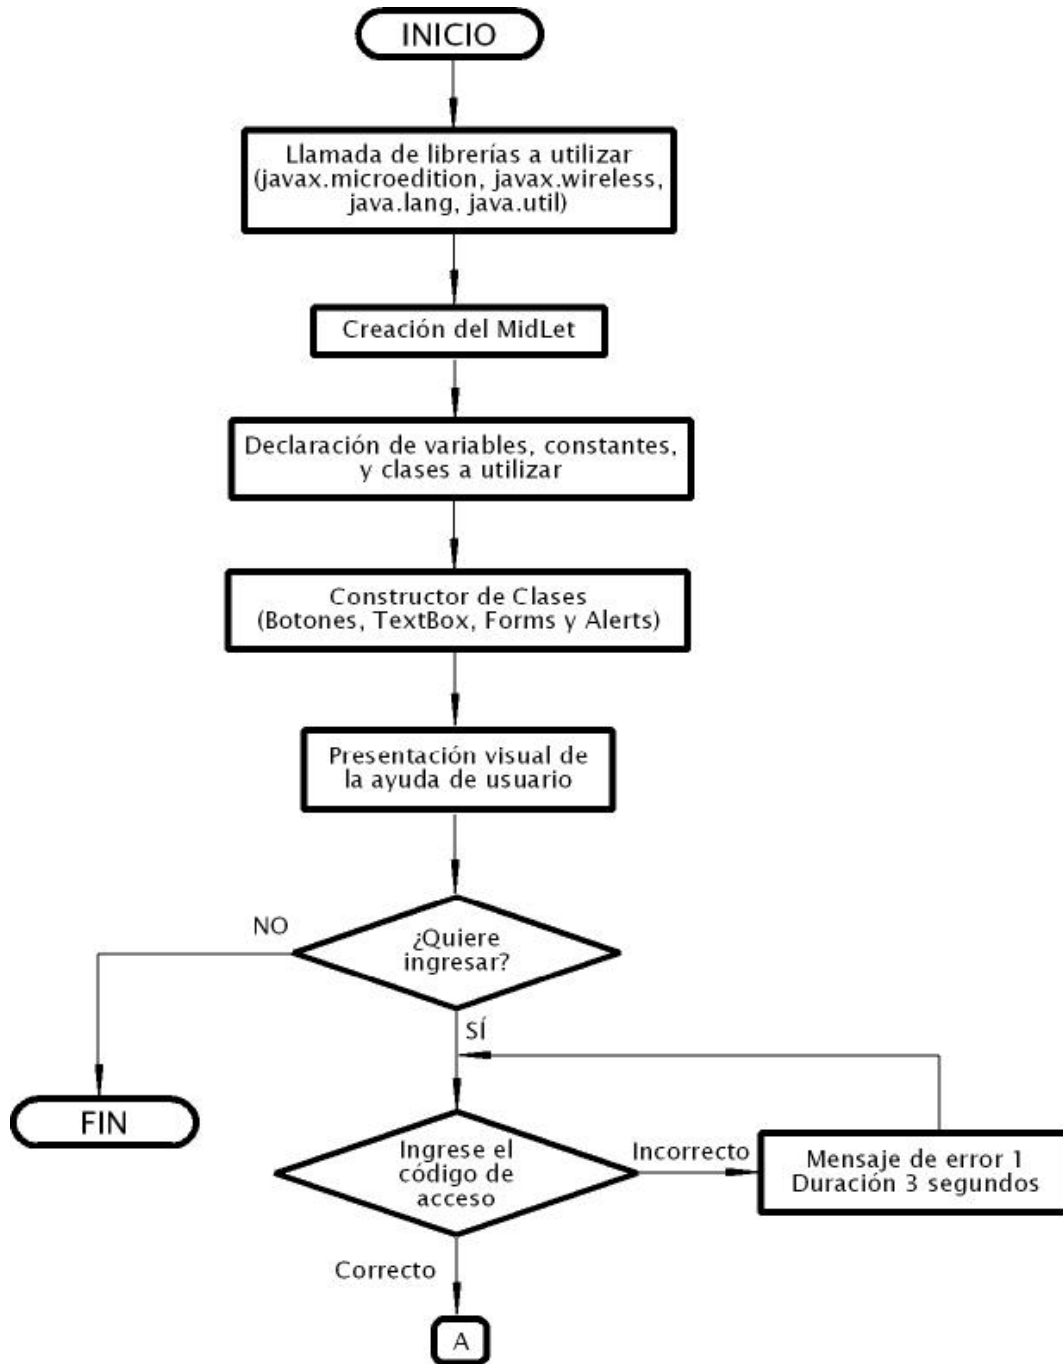 INICIO
Llamada de librerías a utilizar
(javax.microedition, javax.wireless,
java.lang, java.util)
Creación del MidLet
Declaración de variables, constantes,
y clases a utilizar
Constructor de Clases
(Botones, TextBox, Forms y Alerts)
Presentación visual de
la ayuda de usuario
NO
¿Quiere
ingresar?
SÍ
FIN
Ingrese el
código de
acceso
Incorrecto
Mensaje de error 1
Duración 3 segundos
Correcto
A